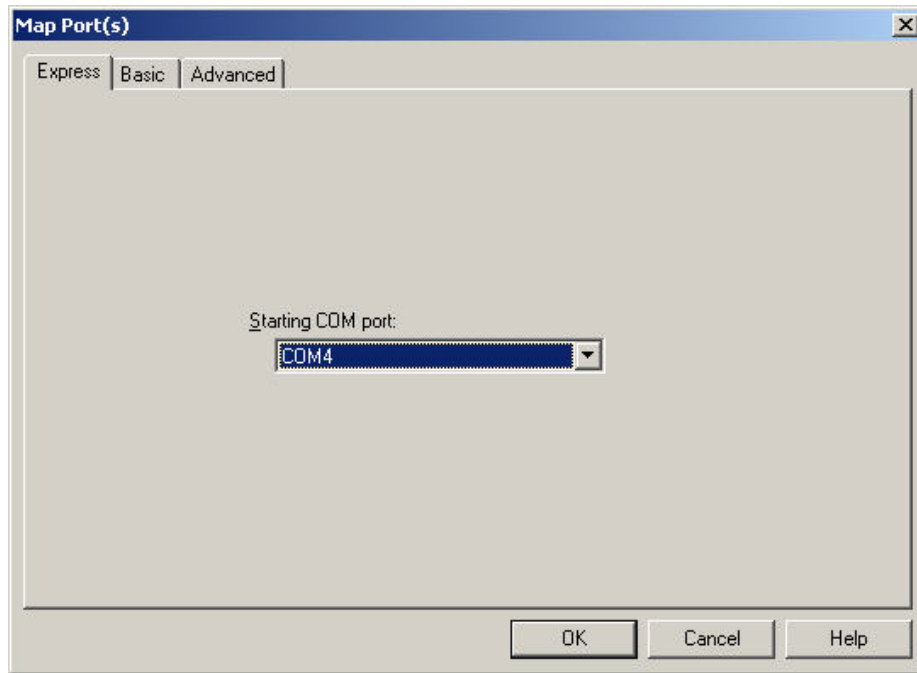 Map Port(s)
Express Basic Advanced
Starting COM port:
COM4
OK Cancel Help